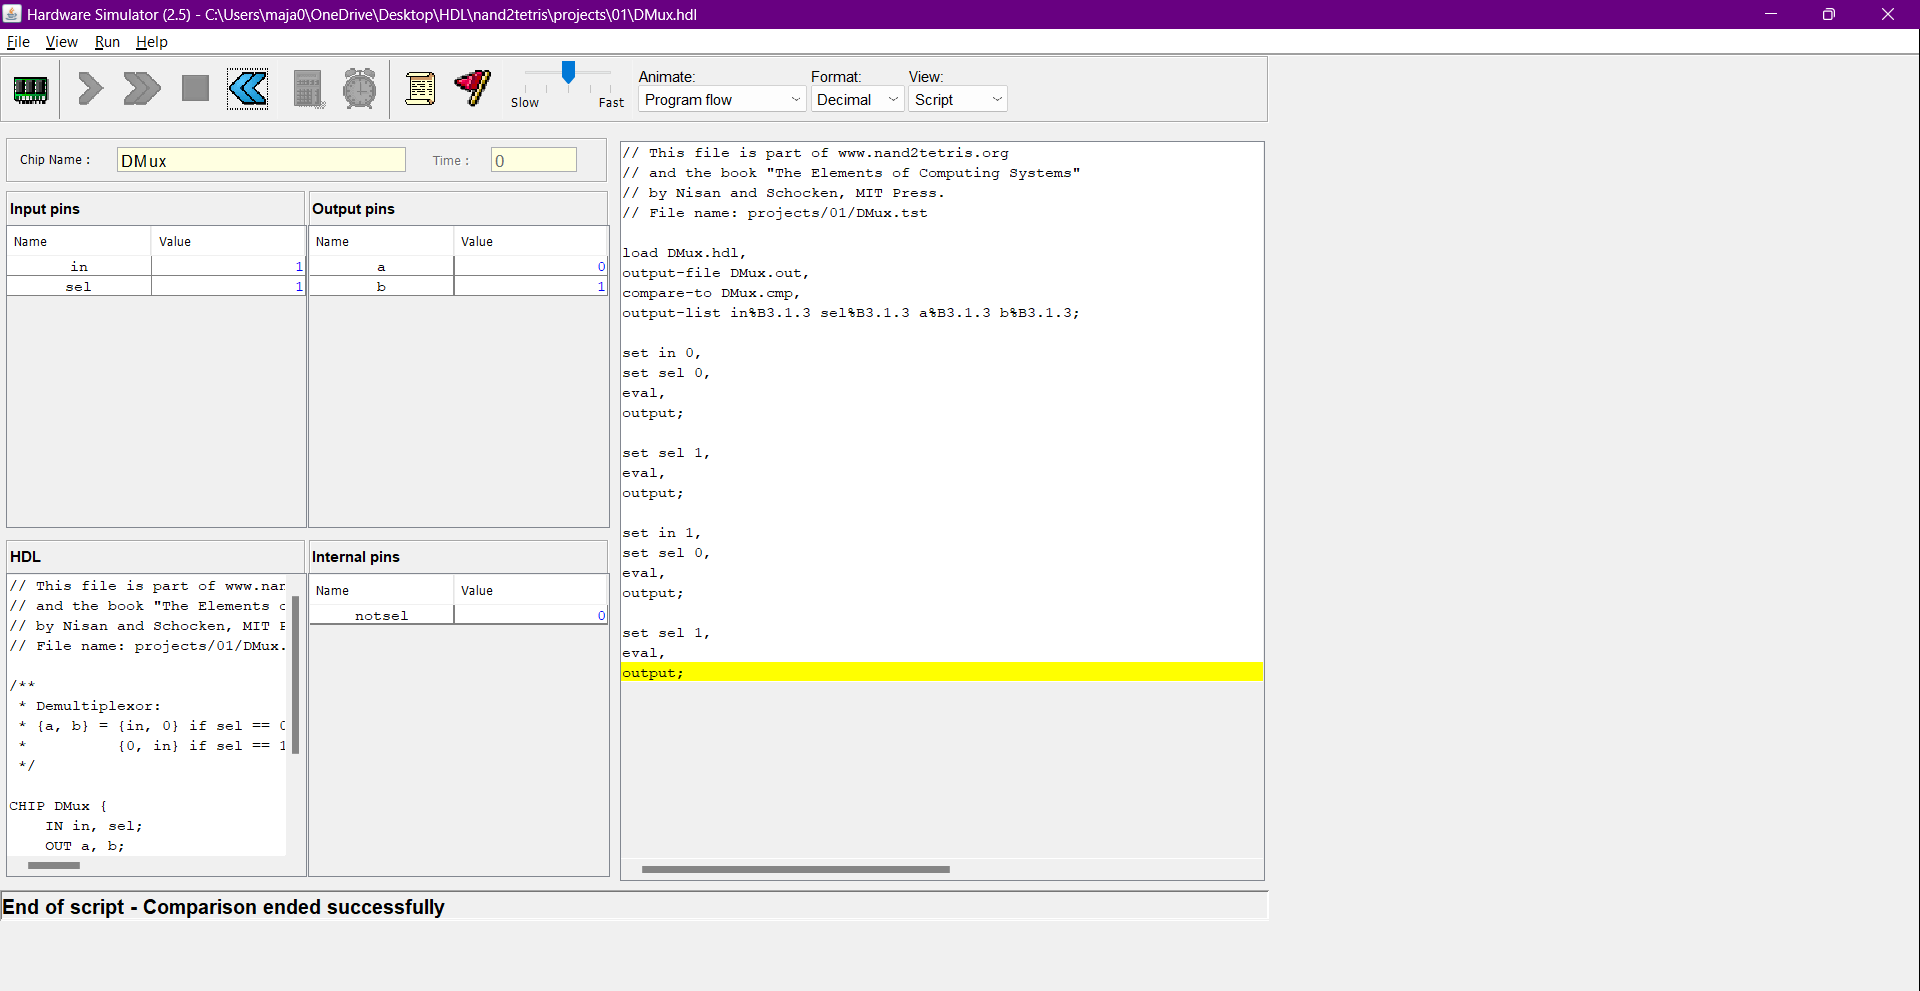 Hardware Simulator (2.5) - C:\Users\maja0\OneDrive\Desktop\HDL\nand2tetris\projects\01\DMux.hdl
File View Run Help
Slow Fast
Animate: Format: View:
Program flow Decimal Script
Chip Name : DMux Time : 0
Input pins
Name Value
in 1
sel 1
Output pins
Name Value
a 0
b 1
HDL
// This file is part of www.nan
// and the book "The Elements c
// by Nisan and Schocken, MIT P
// File name: projects/01/DMux.
/**
* Demultiplexor:
* {a, b} = {in, 0} if sel == 0
* {0, in} if sel == 1
*/
CHIP DMux {
IN in, sel;
OUT a, b;
Internal pins
Name Value
notsel 0
// This file is part of www.nand2tetris.org
// and the book "The Elements of Computing Systems"
// by Nisan and Schocken, MIT Press.
// File name: projects/01/DMux.tst
load DMux.hdl,
output-file DMux.out,
compare-to DMux.cmp,
output-list in%B3.1.3 sel%B3.1.3 a%B3.1.3 b%B3.1.3;
set in 0,
set sel 0,
eval,
output;
set sel 1,
eval,
output;
set in 1,
set sel 0,
eval,
output;
set sel 1,
eval,
output;
End of script - Comparison ended successfully